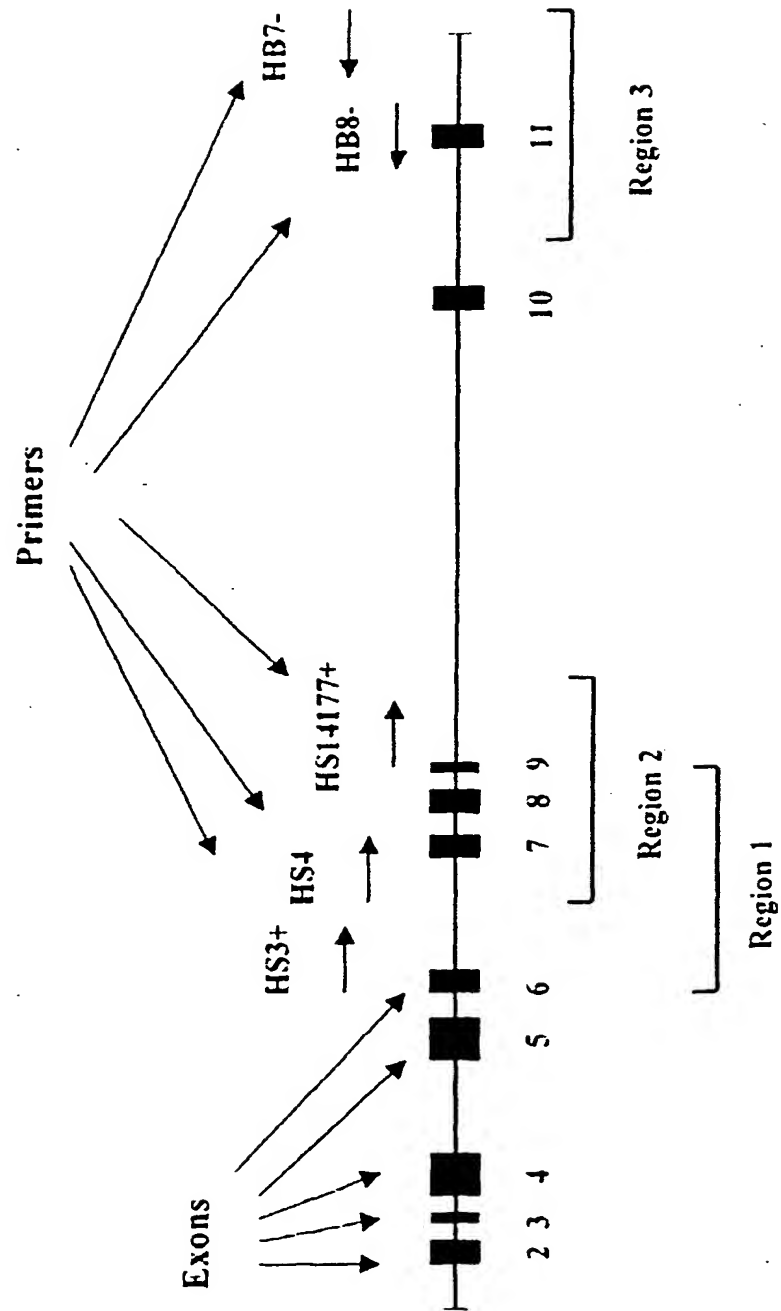 Primers
HB7-
HB8-
HS14177+
HS4
HS3+
Exons
2 3 4 5 6 7 8 9 10 11
Region 3
Region 2
Region 1